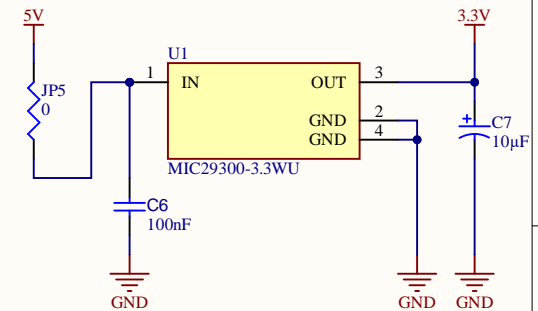 5V
3.3V
U1
1
IN
OUT
3
JP5
0
GND
2
GND
4
C7
10µF
MIC29300-3.3WU
C6
100nF
GND
GND
GND